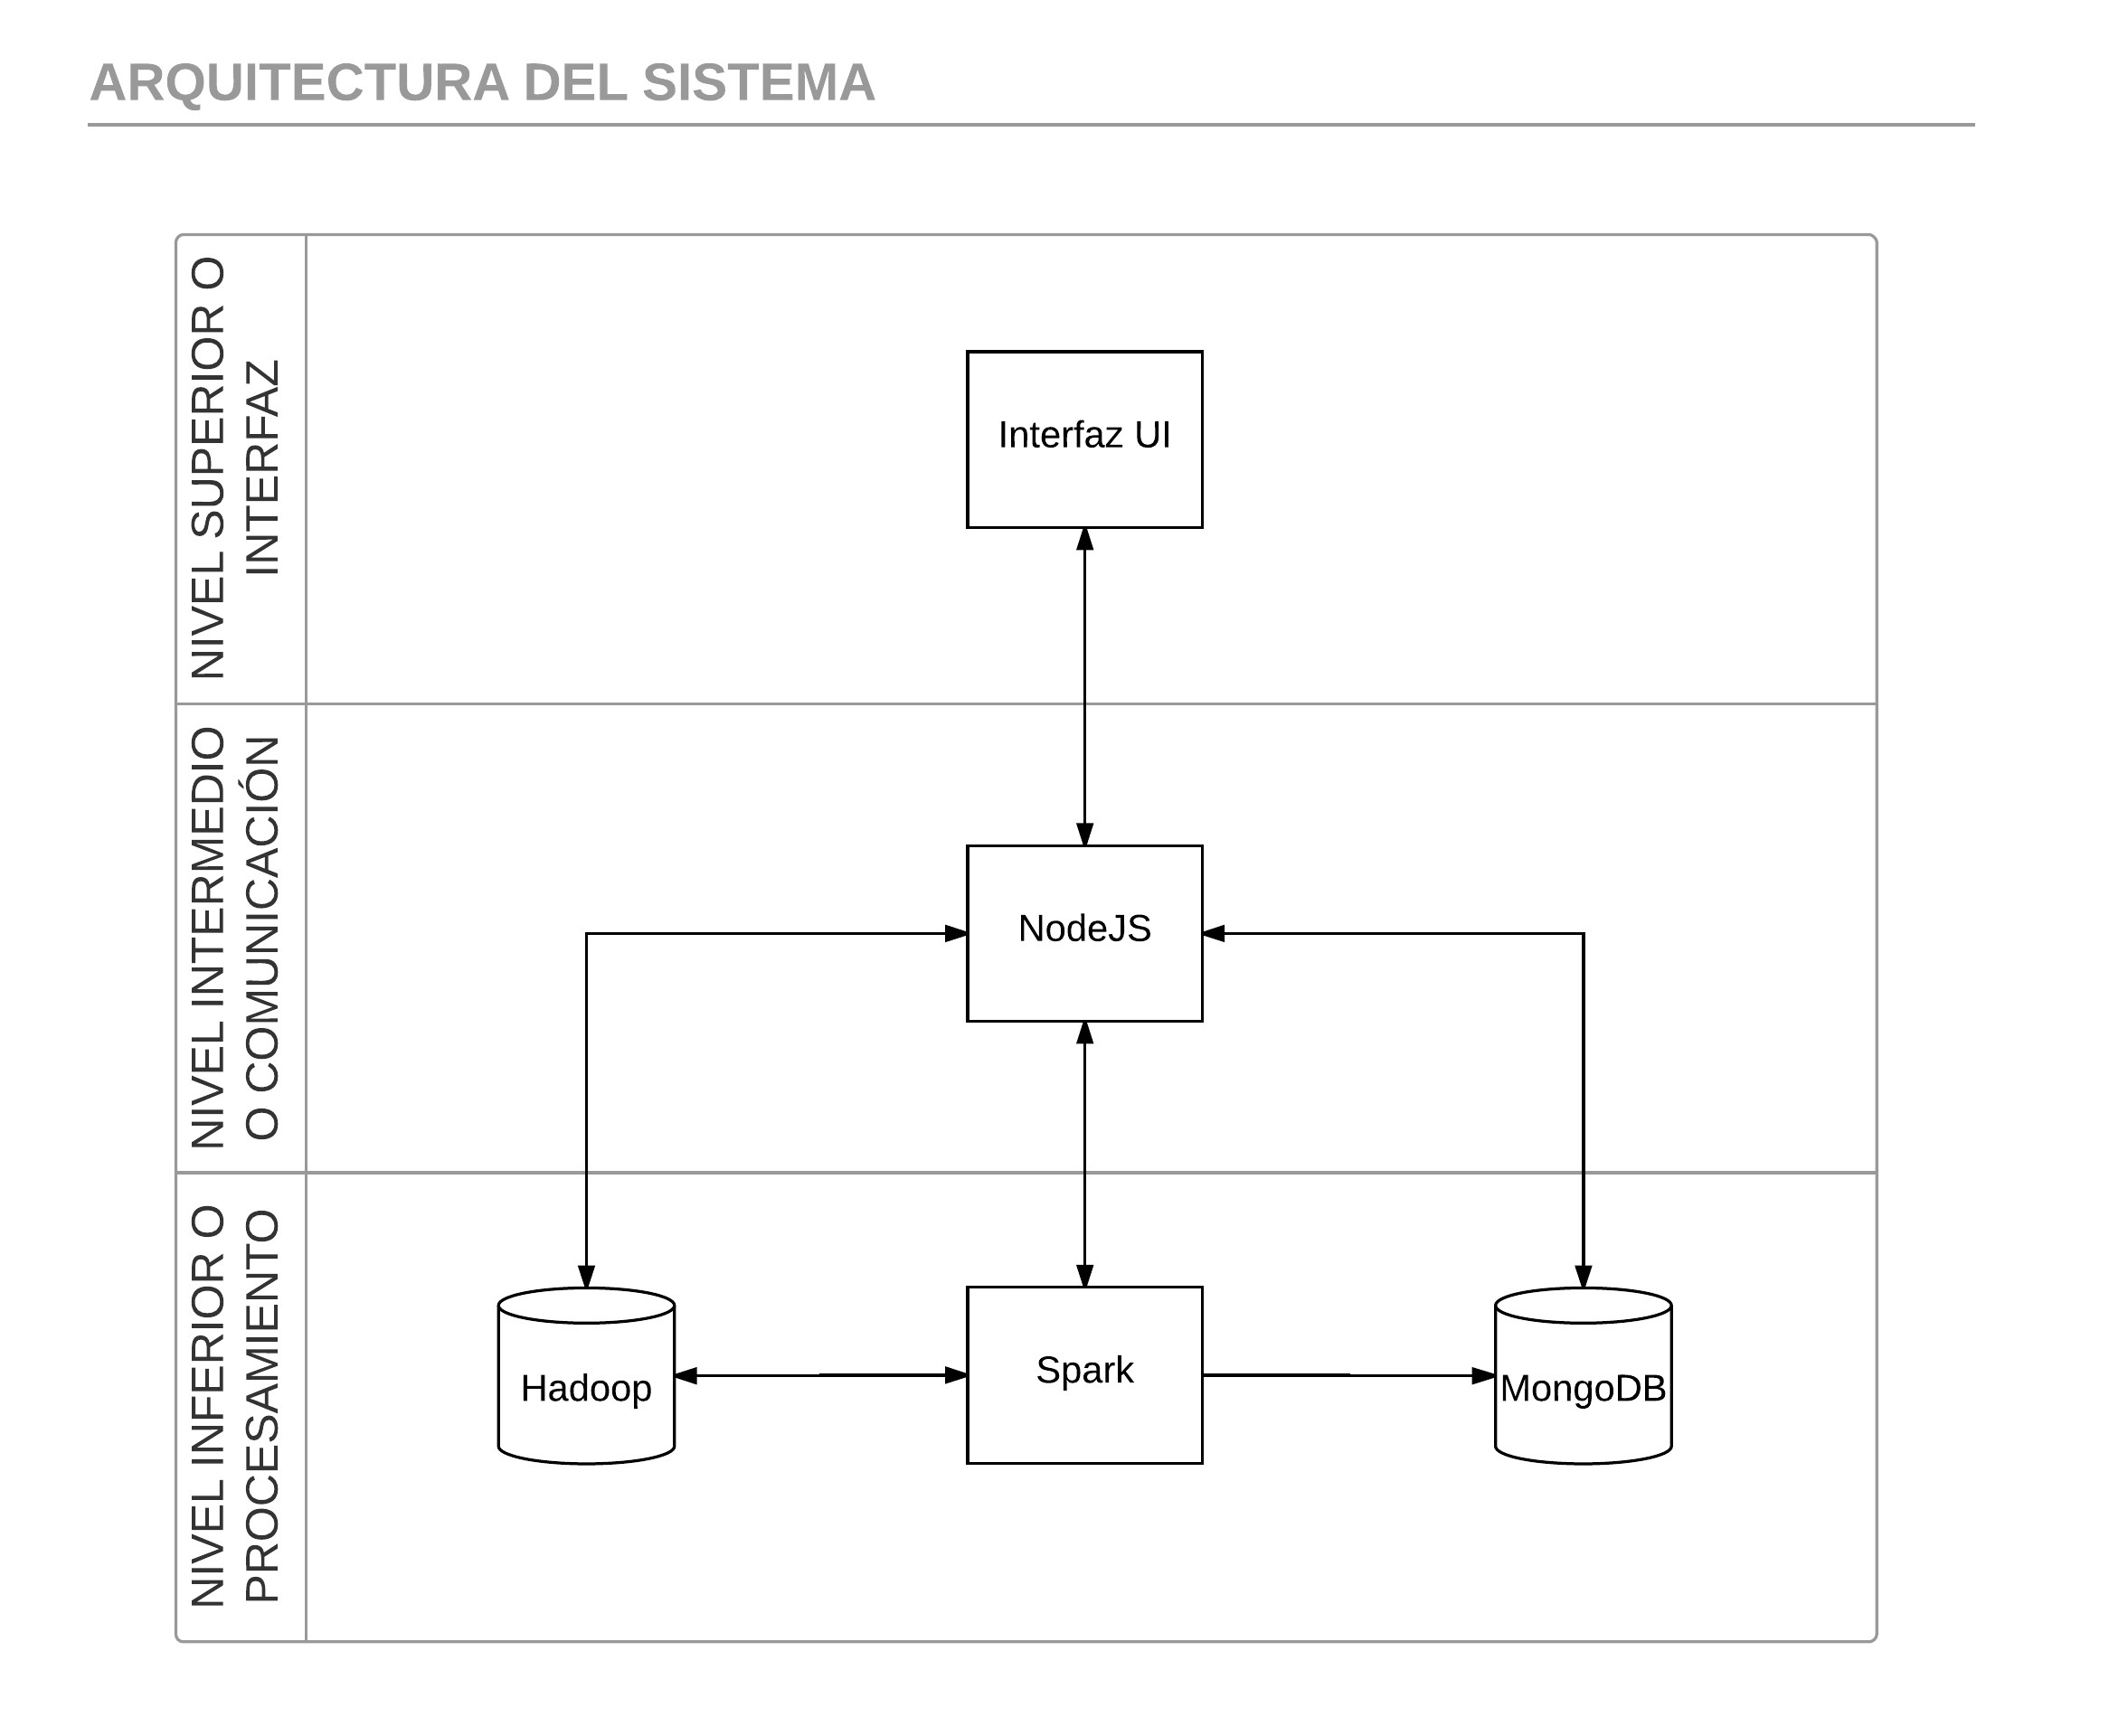 ARQUITECTURA DEL SISTEMA
NIVEL SUPERIOR O
INTERFAZ
Interfaz UI
NIVEL INTERMEDIO
O COMUNICACIÓN
NodeJS
NIVEL INFERIOR O
PROCESAMIENTO
Hadoop
Spark
MongoDB